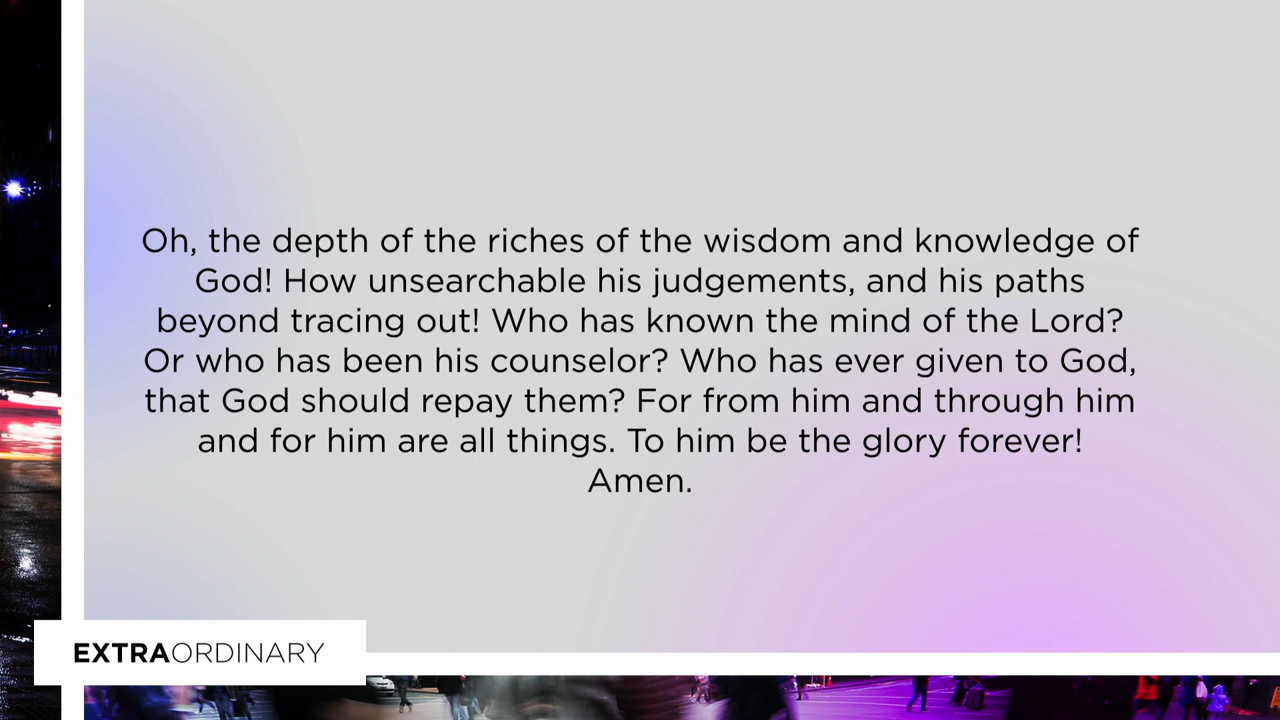 Oh, the depth of the riches of the wisdom and knowledge of
God! How unsearchable his judgements, and his paths
beyond tracing out! Who has known the mind of the Lord?
Or who has been his counselor? Who has ever given to God,
that God should repay them? For from him and through him
and for him are all things. To him be the glory forever!
Amen.
EXTRAORDINARY